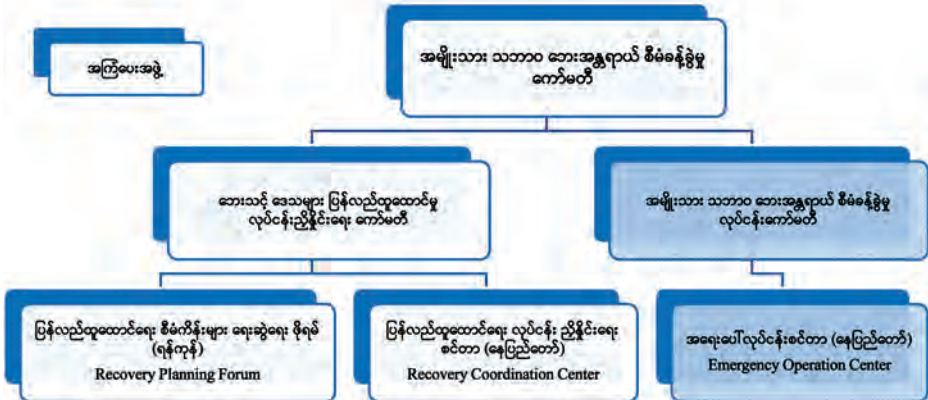 အကြံပေးအဖွဲ့
အမျိုးသား သဘာဝ ဘေးအန္တရာယ် စီမံခန့်ခွဲမှု
ကော်မတီ
ဘေးသင့် ဒေသများ ပြန်လည်ထူထောင်မှု
လုပ်ငန်းညှိနှိုင်းရေး ကော်မတီ
အမျိုးသား သဘာဝ ဘေးအန္တရာယ် စီမံခန့်ခွဲမှု
လုပ်ငန်းကော်မတီ
ပြန်လည်ထူထောင်ရေး စီမံကိန်းများ ရေးဆွဲရေး ဖိုရမ်
(ရန်ကုန်)
Recovery Planning Forum
ပြန်လည်ထူထောင်ရေး လုပ်ငန်း ညှိနှိုင်းရေး
စင်တာ (နေပြည်တော်)
Recovery Coordination Center
အရေးပေါ်လုပ်ငန်းစင်တာ (နေပြည်တော်)
Emergency Operation Center